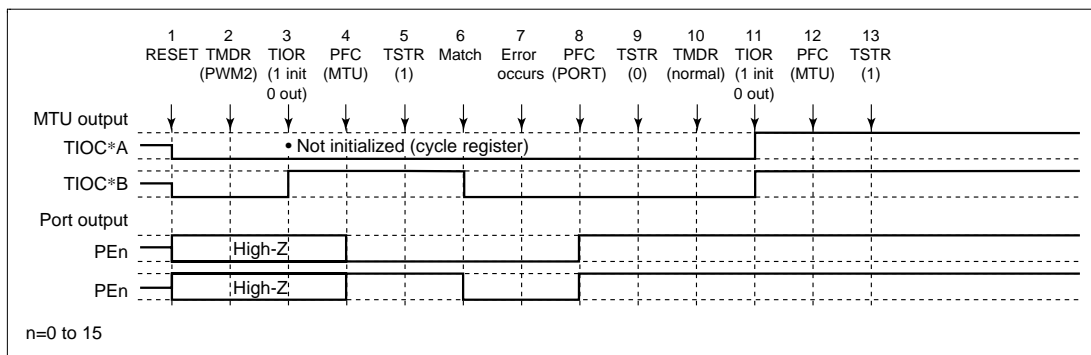 1 2 3 4 5 6 7 8 9 10 11 12 13
RESET TMDR TIOR PFC TSTR Match Error PFC TSTR TMDR TIOR PFC TSTR
(PWM2) (1 init (MTU) (1) occurs (PORT) (0) (normal) (1 init (MTU) (1)
0 out) 0 out)
MTU output
TIOC*A • Not initialized (cycle register)
TIOC*B
Port output
PEn High-Z
PEn High-Z
n=0 to 15